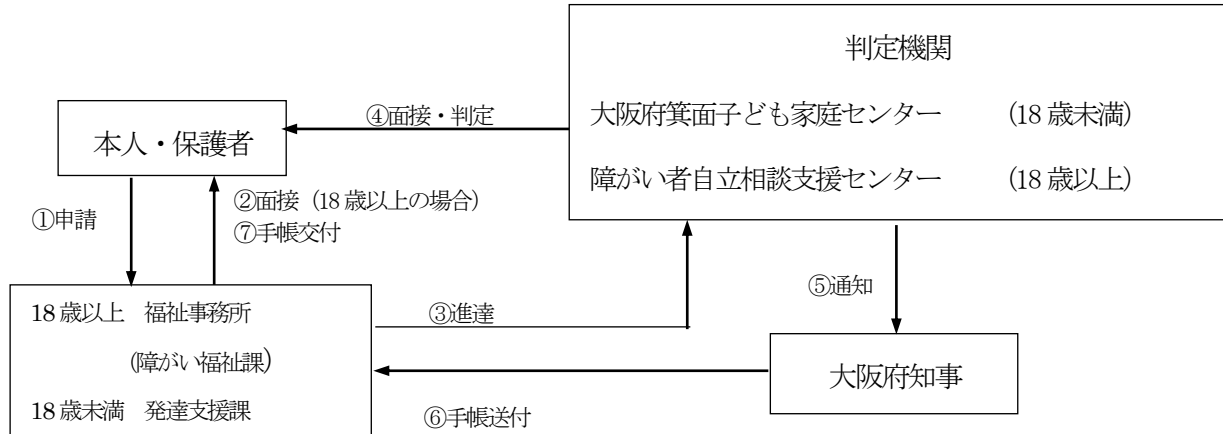 判定機関
大阪府箕面子ども家庭センター (18歳未満)
障がい者自立相談支援センター (18歳以上)
④面接・判定
本人・保護者
①申請
②面接（18歳以上の場合）
⑦手帳交付
18歳以上 福祉事務所
(障がい福祉課)
18歳未満 発達支援課
③進達
⑤通知
大阪府知事
⑥手帳送付